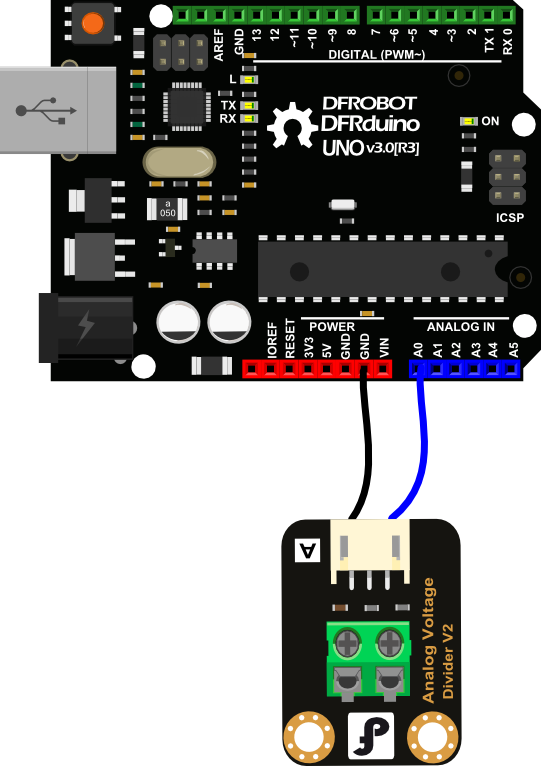 AREF
GND
13
12
~11
~10
~9
8
7
~6
~5
4
~3
2
TX 1
RX 0
DIGITAL (PWM~)
L
TX
RX
DFROBOT
DFRduino
UNO v3.0[R3]
ON
ICSP
a
050
POWER
ANALOG IN
IOREF
RESET
3V3
5V
GND
GND
VIN
A0
A1
A2
A3
A4
A5
A
Analog Voltage
Divider V2